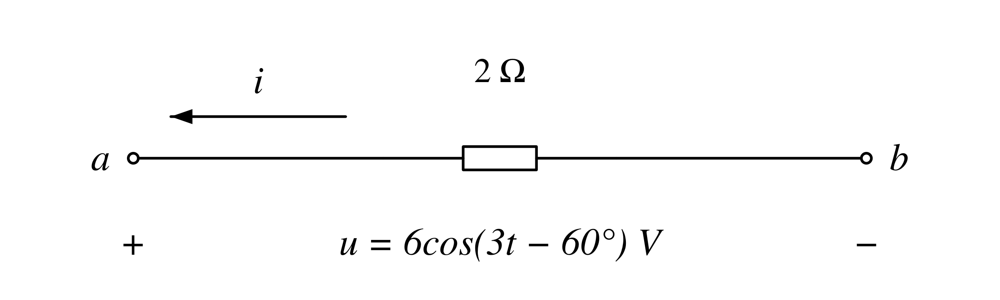 2 Ω
i
a b
+ u = 6cos(3t − 60°) V −